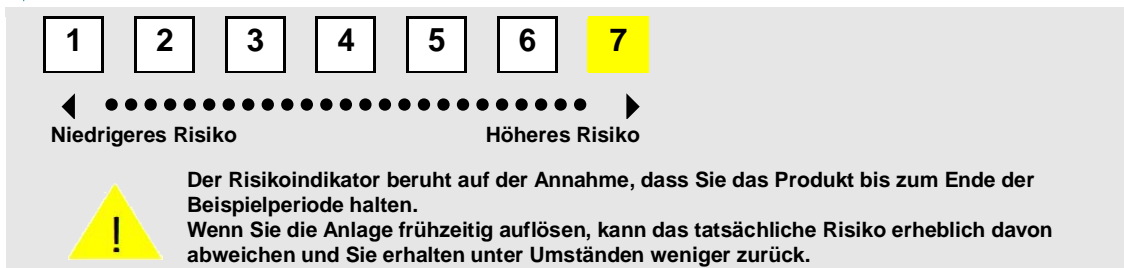 1 2 3 4 5 6 7
Niedrigeres Risiko Höheres Risiko
Der Risikoindikator beruht auf der Annahme, dass Sie das Produkt bis zum Ende der
Beispielperiode halten.
Wenn Sie die Anlage frühzeitig auflösen, kann das tatsächliche Risiko erheblich davon
abweichen und Sie erhalten unter Umständen weniger zurück.
!